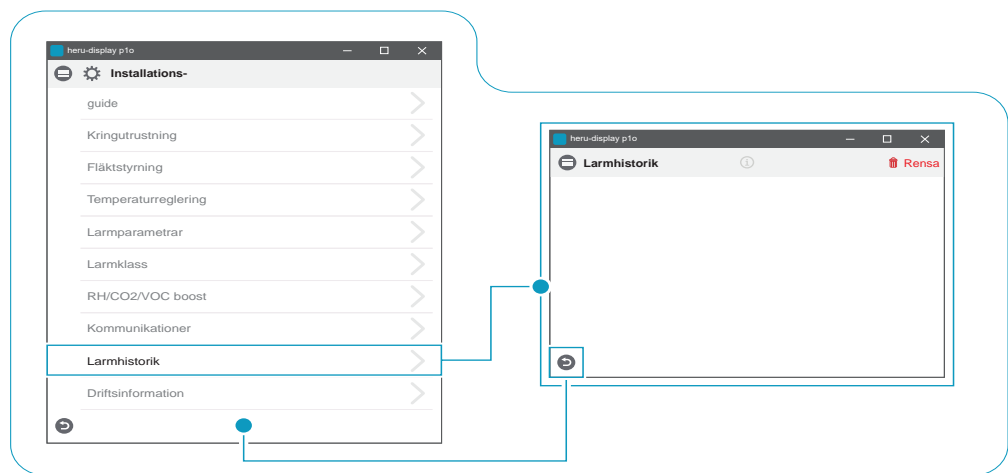 heru-display p1o
Installations-
guide
Kringutrustning
Fläktstyrning
Temperaturreglering
Larmparametrar
Larmklass
RH/CO2/VOC boost
Kommunikationer
Larmhistorik
Driftsinformation
heru-display p1o
Larmhistorik
Rensa